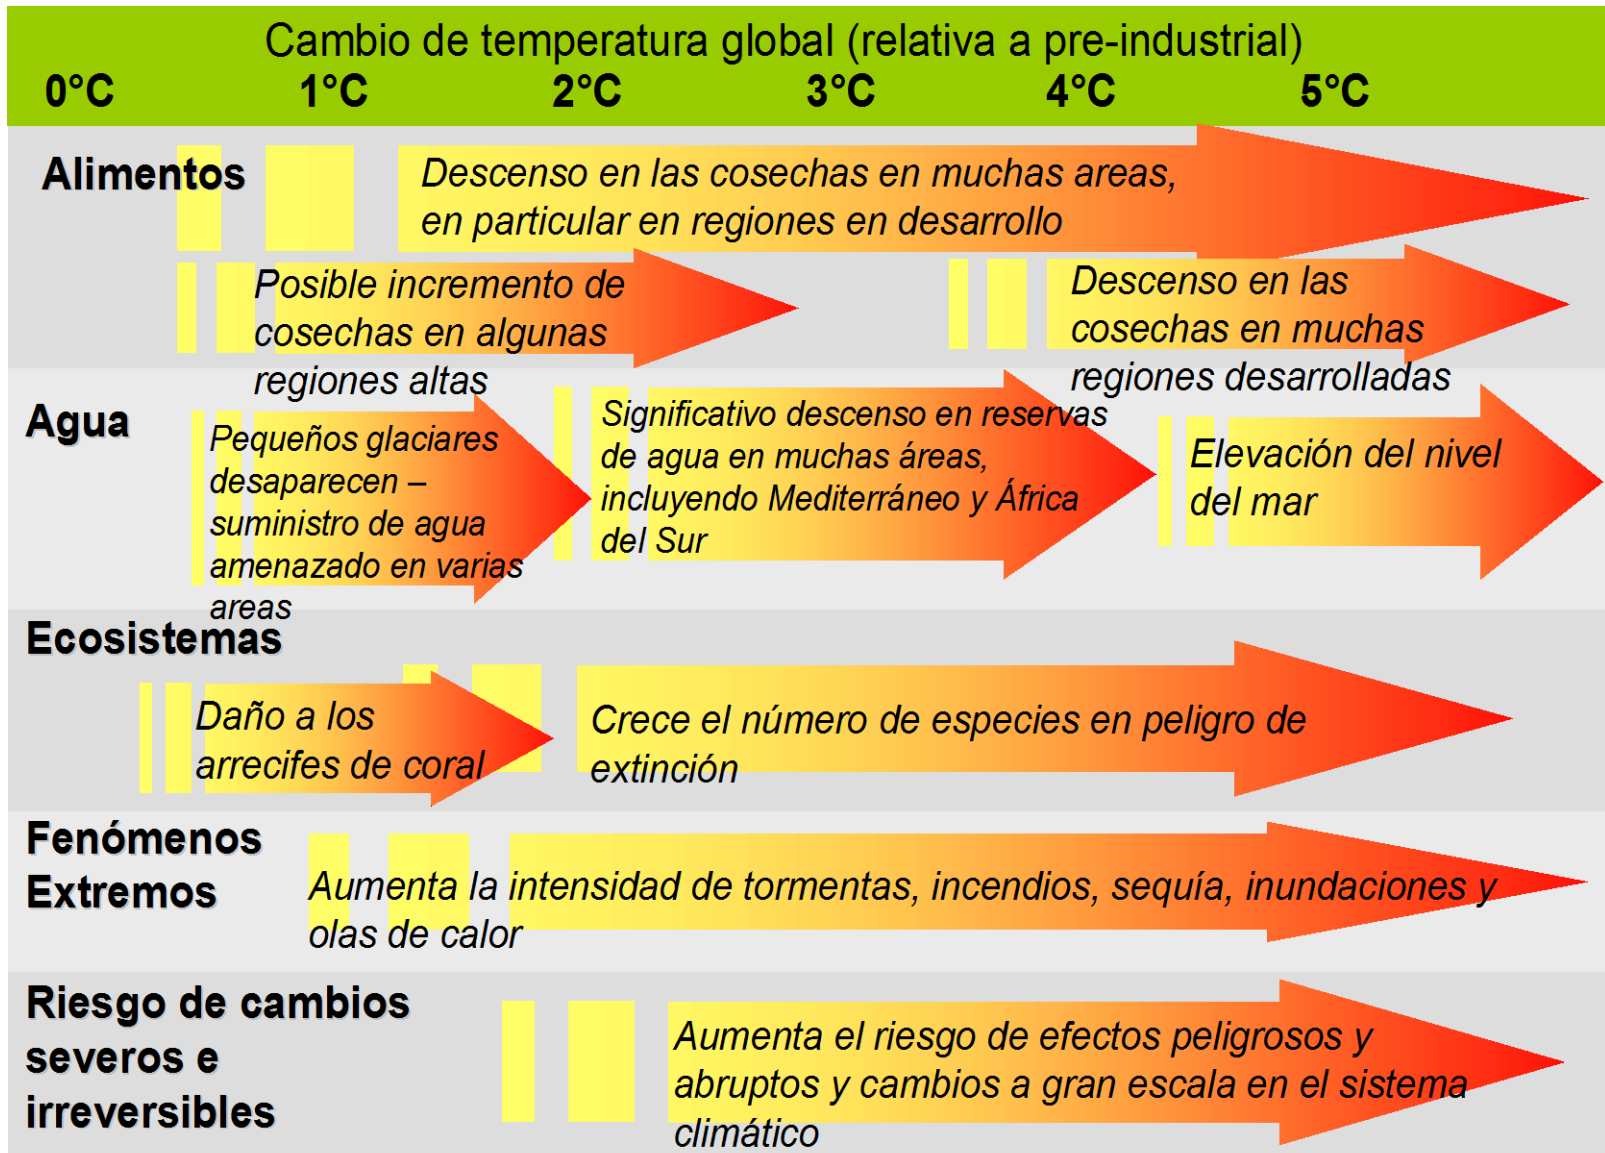 Cambio de temperatura global (relativa a pre-industrial)
0°C 1°C 2°C 3°C 4°C 5°C
Alimentos
Descenso en las cosechas en muchas areas,
en particular en regiones en desarrollo
Posible incremento de
cosechas en algunas
regiones altas
Descenso en las
cosechas en muchas
regiones desarrolladas
Agua
Pequeños glaciares
desaparecen –
suministro de agua
amenazado en varias
areas
Significativo descenso en reservas
de agua en muchas áreas,
incluyendo Mediterráneo y África
del Sur
Elevación del nivel
del mar
Ecosistemas
Daño a los
arrecifes de coral
Crece el número de especies en peligro de
extinción
Fenómenos
Extremos
Aumenta la intensidad de tormentas, incendios, sequía, inundaciones y
olas de calor
Riesgo de cambios
severos e
irreversibles
Aumenta el riesgo de efectos peligrosos y
abruptos y cambios a gran escala en el sistema
climático